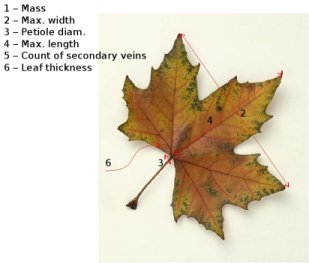 1 – Mass
2 – Max. width
3 – Petiole diam.
4 – Max. length
5 – Count of secondary veins
6 – Leaf thickness
2
4
3
6